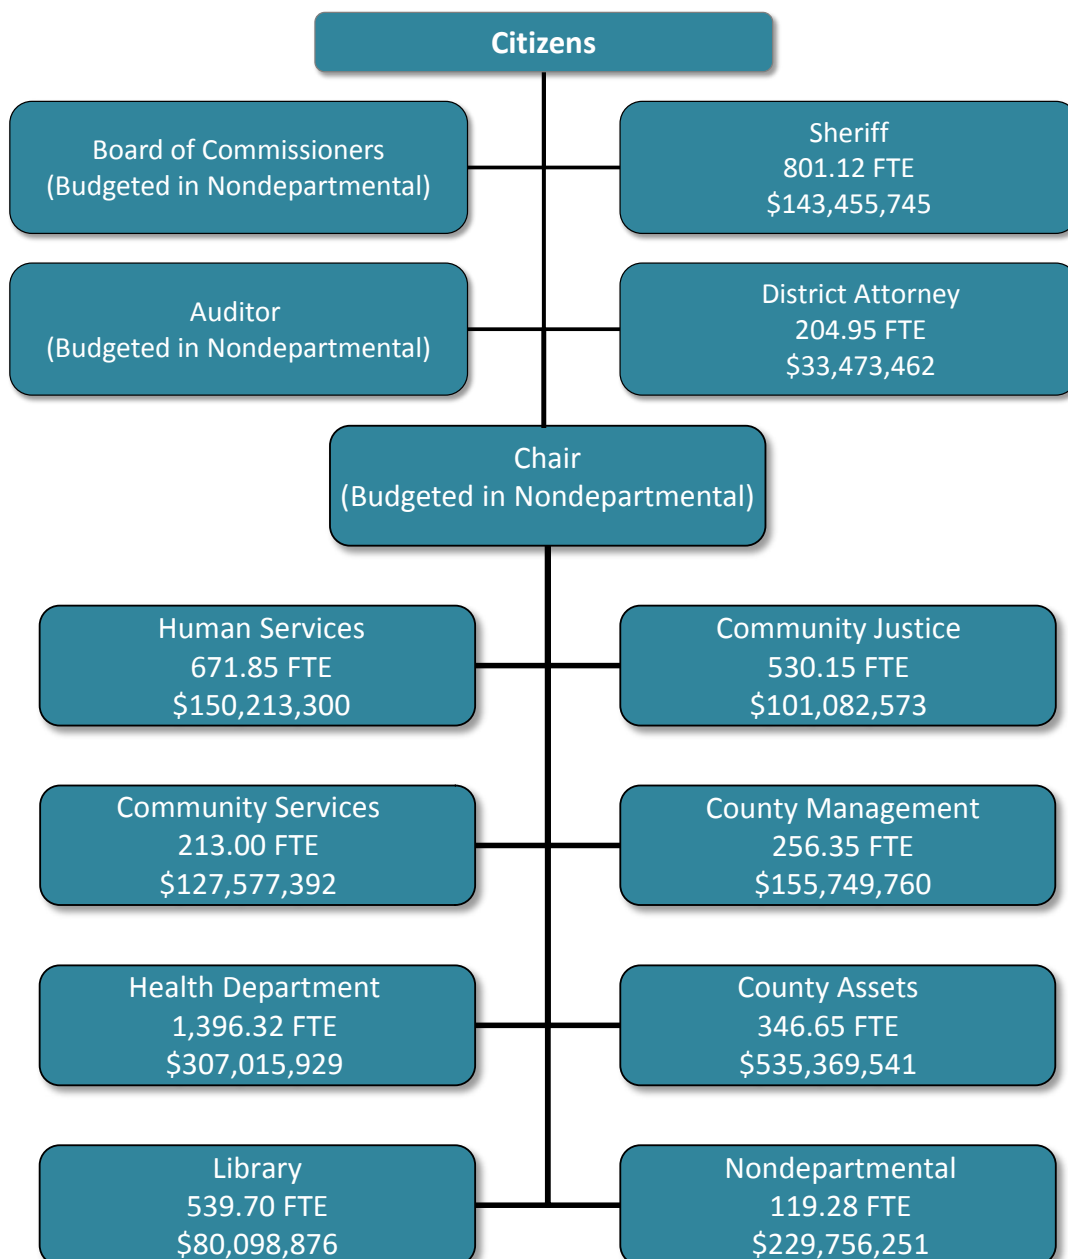 Citizens
Board of Commissioners
(Budgeted in Nondepartmental)
Sheriff
801.12 FTE
$143,455,745
Auditor
(Budgeted in Nondepartmental)
District Attorney
204.95 FTE
$33,473,462
Chair
(Budgeted in Nondepartmental)
Human Services
671.85 FTE
$150,213,300
Community Justice
530.15 FTE
$101,082,573
Community Services
213.00 FTE
$127,577,392
County Management
256.35 FTE
$155,749,760
Health Department
1,396.32 FTE
$307,015,929
County Assets
346.65 FTE
$535,369,541
Library
539.70 FTE
$80,098,876
Nondepartmental
119.28 FTE
$229,756,251